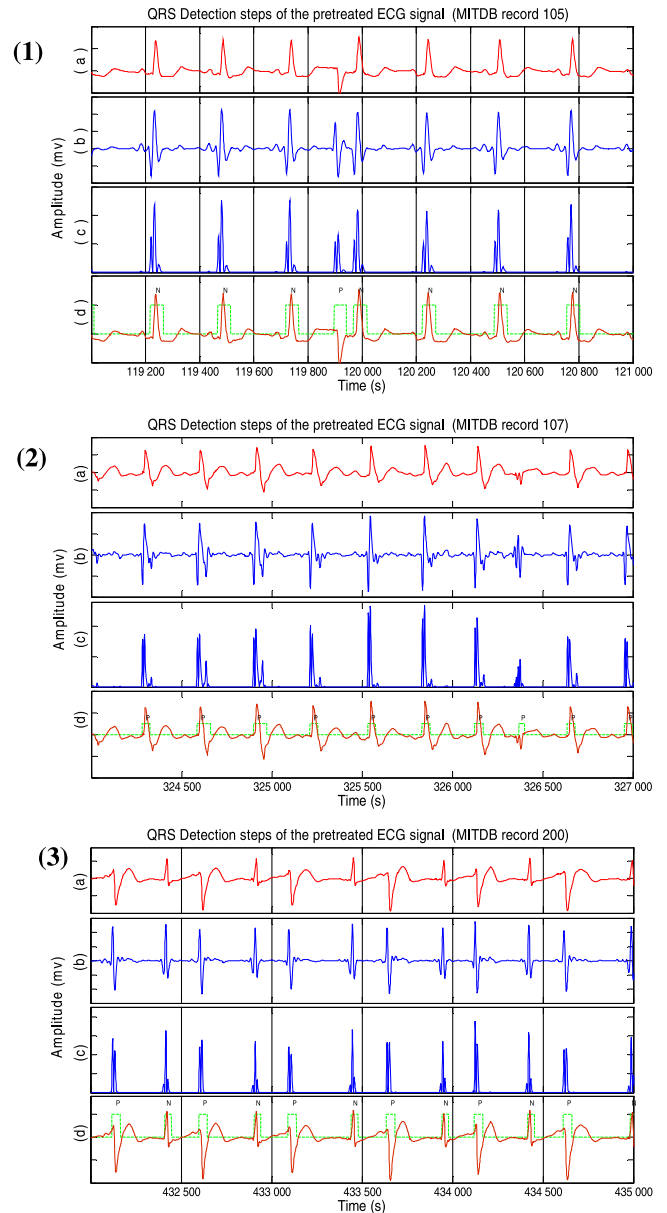 QRS Detection steps of the pretreated ECG signal (MITDB record 105)
(1)
(a)
(b)
(c)
(d)
Amplitude (mv)
N N N P N N N N
119 200 119 400 119 600 119 800 120 000 120 200 120 400 120 600 120 800 121 000
Time (s)
QRS Detection steps of the pretreated ECG signal (MITDB record 107)
(2)
(a)
(b)
(c)
(d)
Amplitude (mv)
P P P P P P P P P P
324 500 325 000 325 500 326 000 326 500 327 000
Time (s)
QRS Detection steps of the pretreated ECG signal (MITDB record 200)
(3)
(a)
(b)
(c)
(d)
Amplitude (mv)
P N P N P N P N P N P N
432 500 433 000 433 500 434 000 434 500 435 000
Time (s)